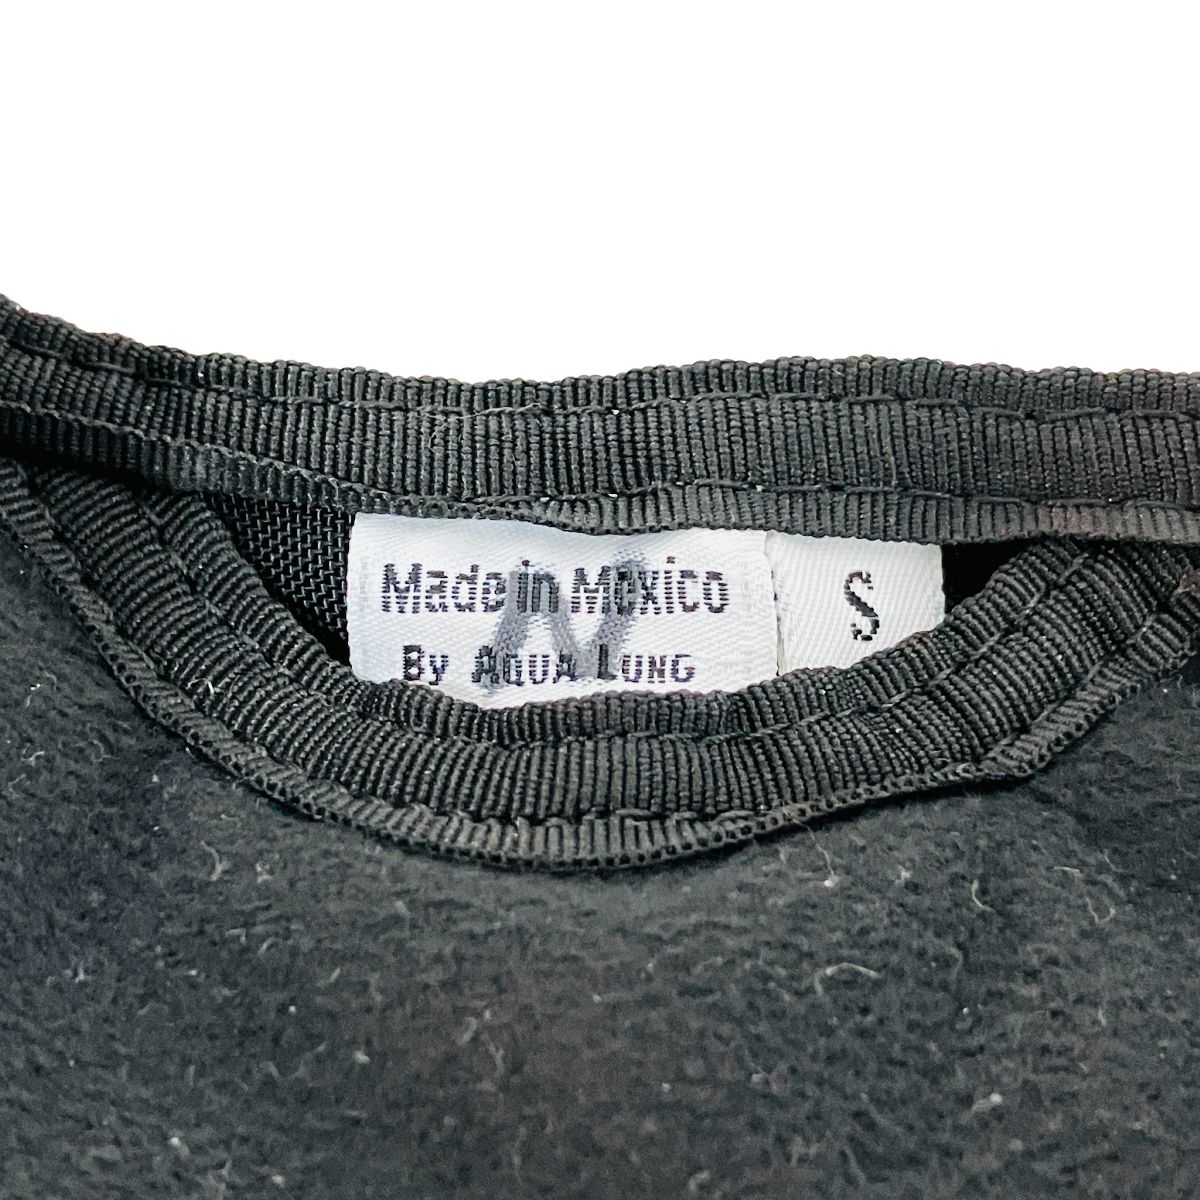 Made in Mexico
By Aqua Lung
S